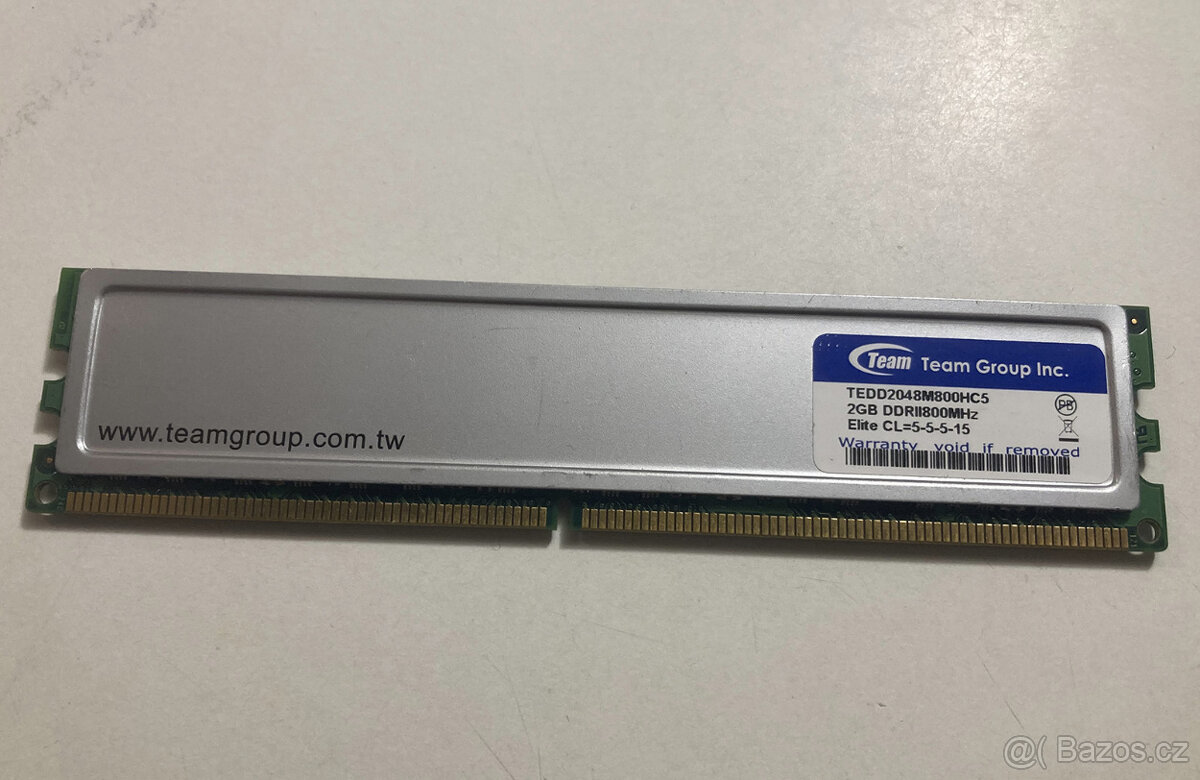 Team Team Group Inc.
TEDD2048M800HC5
2GB DDRII800MHz
Elite CL=5-5-5-15
Pb
Warranty void if removed
www.teamgroup.com.tw
@( Bazos.cz